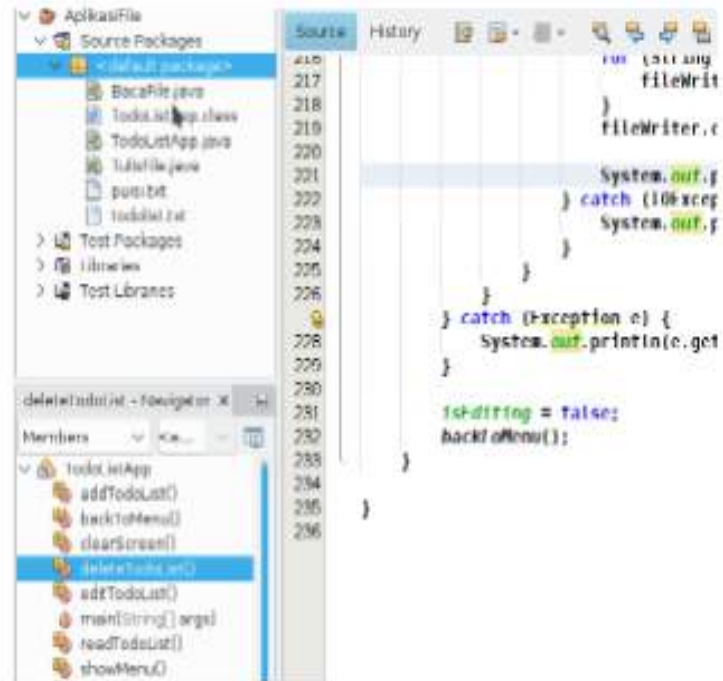 AplikasiFile
Source Packages
<default package>
BacaFile.java
TodoListApp.class
TodoListApp.java
TulisFile.java
puisi.txt
todolist.txt
Test Packages
Libraries
Test Libraries
deleteTodoList - Navigator
Members
<e...
TodoListApp
addTodoList()
backToMenu()
clearScreen()
deleteTodoList()
editTodoList()
main(String[] args)
readTodoList()
showMenu()
Source History
216 for (String
217 fileWrit
218 }
219 fileWriter.c
220
221 System.out.p
222 } catch (IOExcep
223 System.out.p
224 }
225 }
226 }
} catch (Exception e) {
228 System.out.println(e.get
229 }
230
231 isEditing = false;
232 backToMenu();
233 }
234
235 }
236